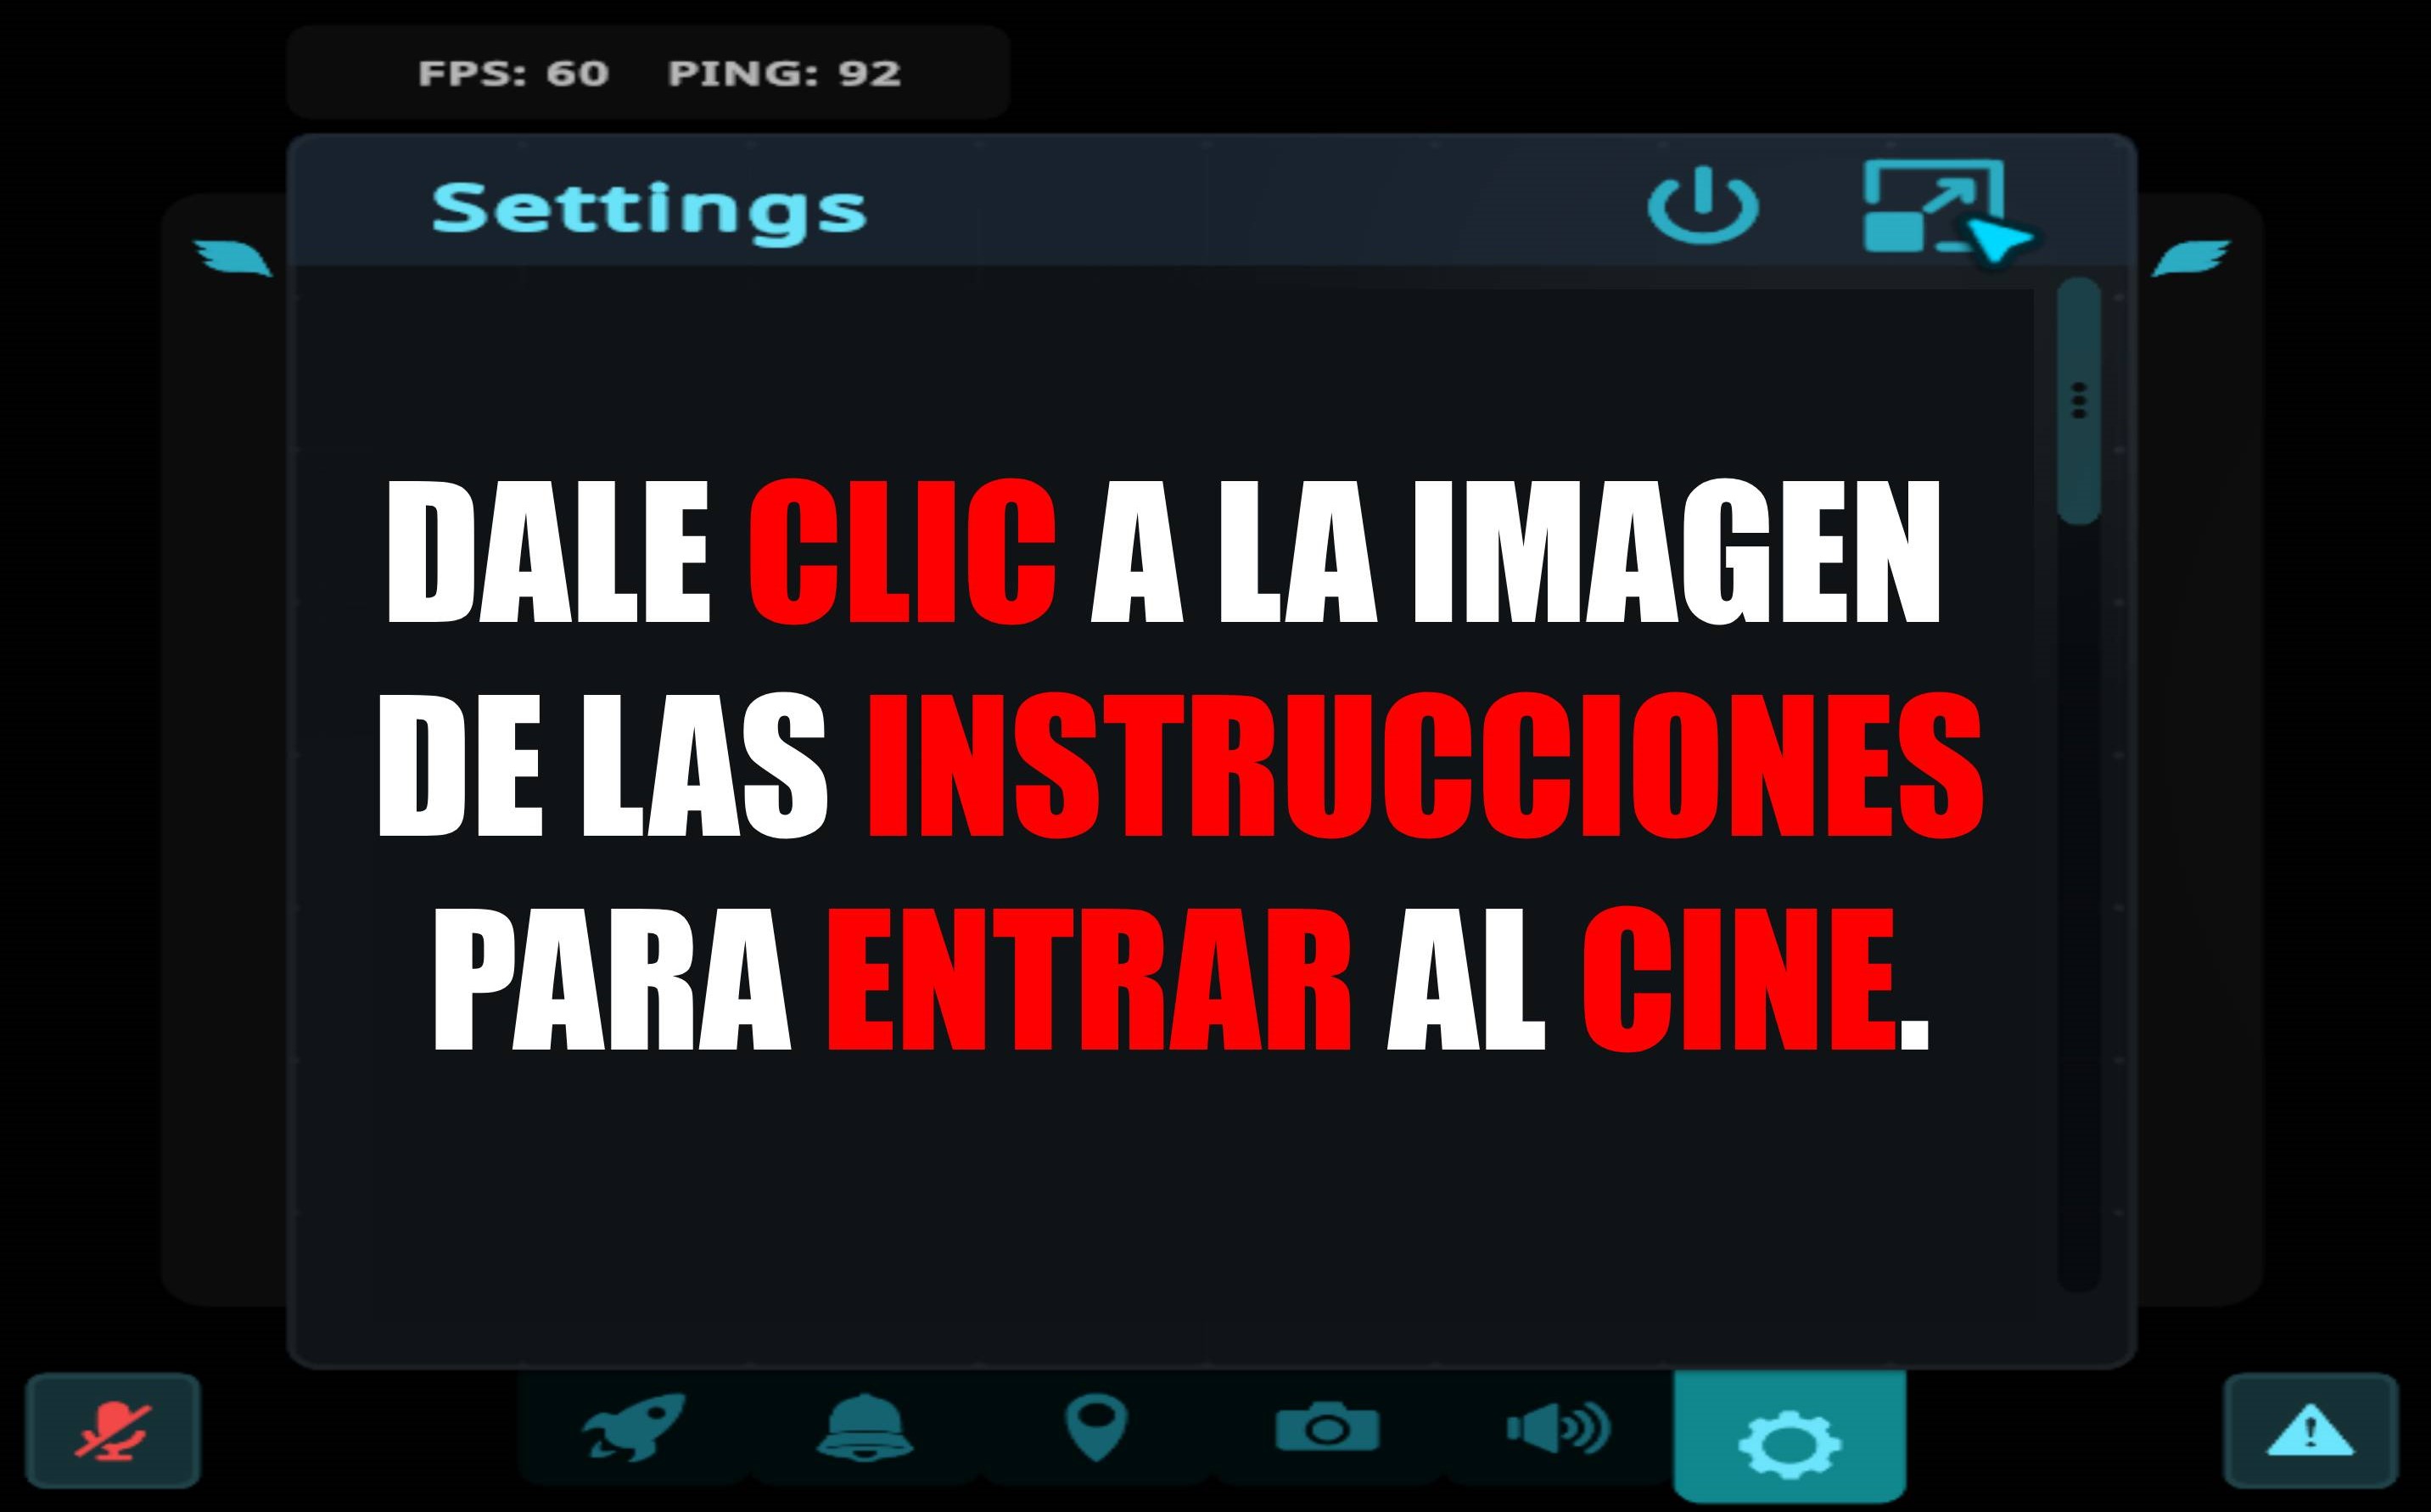 FPS: 60 PING: 92
Settings
DALE CLIC A LA IMAGEN
DE LAS INSTRUCCIONES
PARA ENTRAR AL CINE.